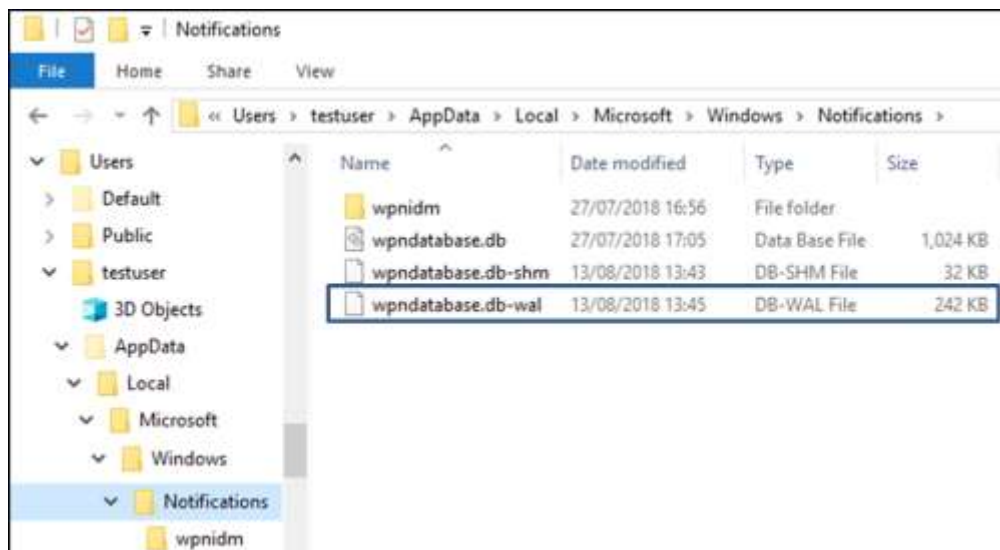 Notifications
File Home Share View
« Users › testuser › AppData › Local › Microsoft › Windows › Notifications ›
Users
Default
Public
testuser
3D Objects
AppData
Local
Microsoft
Windows
Notifications
wpnidm
Name Date modified Type Size
wpnidm 27/07/2018 16:56 File folder
wpndatabase.db 27/07/2018 17:05 Data Base File 1,024 KB
wpndatabase.db-shm 13/08/2018 13:43 DB-SHM File 32 KB
wpndatabase.db-wal 13/08/2018 13:45 DB-WAL File 242 KB